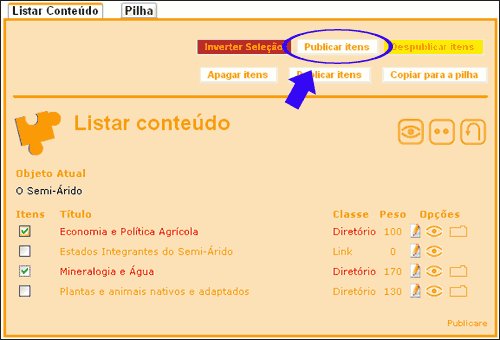 Listar Conteúdo Pilha
Inverter Seleção Publicar itens Despublicar itens
Apagar itens Duplicar itens Copiar para a pilha
Listar conteúdo
Objeto Atual
O Semi-Árido
Itens Título Classe Peso Opções
Economia e Política Agrícola Diretório 100
Estados Integrantes do Semi-Árido Link 0
Mineralogia e Água Diretório 170
Plantas e animais nativos e adaptados Diretório 130
Publicare